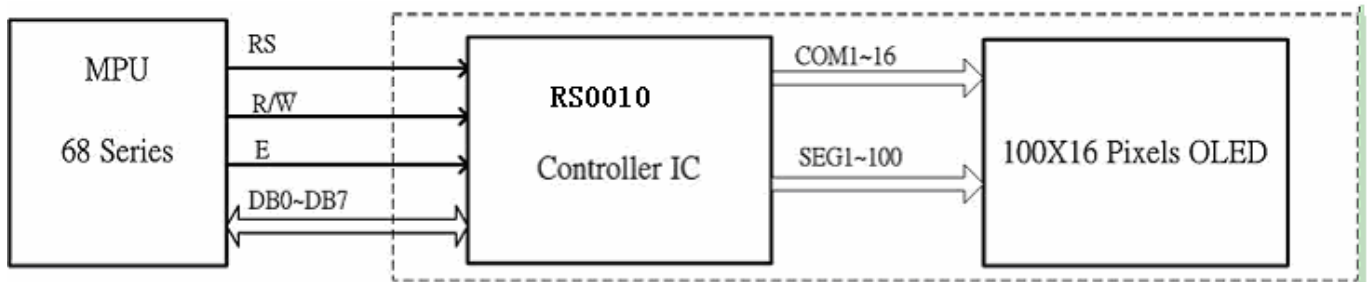 MPU
68 Series
RS
R/W̅
E
DB0~DB7
RS0010
Controller IC
COM1~16
SEG1~100
100X16 Pixels OLED